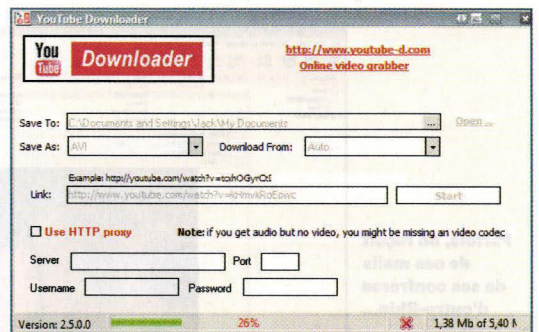 YouTube Downloader
You Tube Downloader
http://www.youtube-d.com
Online video grabber
Save To: C:\Documents and Settings\Jack\My Documents ... Open ...
Save As: AVI Download From: Auto
Example: http://youtube.com/watch?v=
Link: Start
Use HTTP proxy Note: if you get audio but no video, you might be missing an video codec
Server Port
Username Password
Version: 2.5.0.0 26% 1,38 Mb of 5,40 M